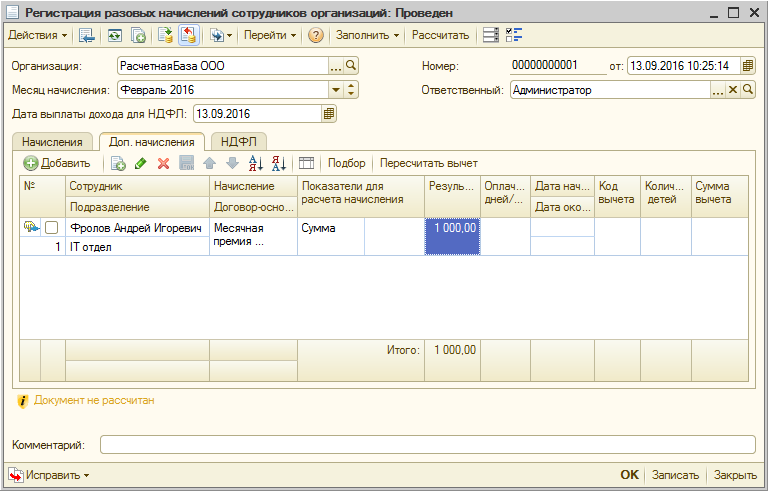 Регистрация разовых начислений сотрудников организаций: Проведен
Действия Перейти Заполнить Рассчитать
Организация: РасчетнаяБаза ООО Номер: 00000000001 от: 13.09.2016 10:25:14
Месяц начисления: Февраль 2016 Ответственный: Администратор
Дата выплаты дохода для НДФЛ: 13.09.2016
Начисления Доп. начисления НДФЛ
Добавить Подбор Пересчитать вычет
№ Сотрудник Начисление Показатели для расчета начисления Резуль... Оплач... дней/... Дата нач... Код вычета Колич... детей Сумма вычета
Подразделение Договор-осно... Дата око...
Фролов Андрей Игоревич Месячная премия ... Сумма 1 000,00
1 IT отдел
Итого: 1 000,00
Документ не рассчитан
Комментарий:
Исправить OK Записать Закрыть